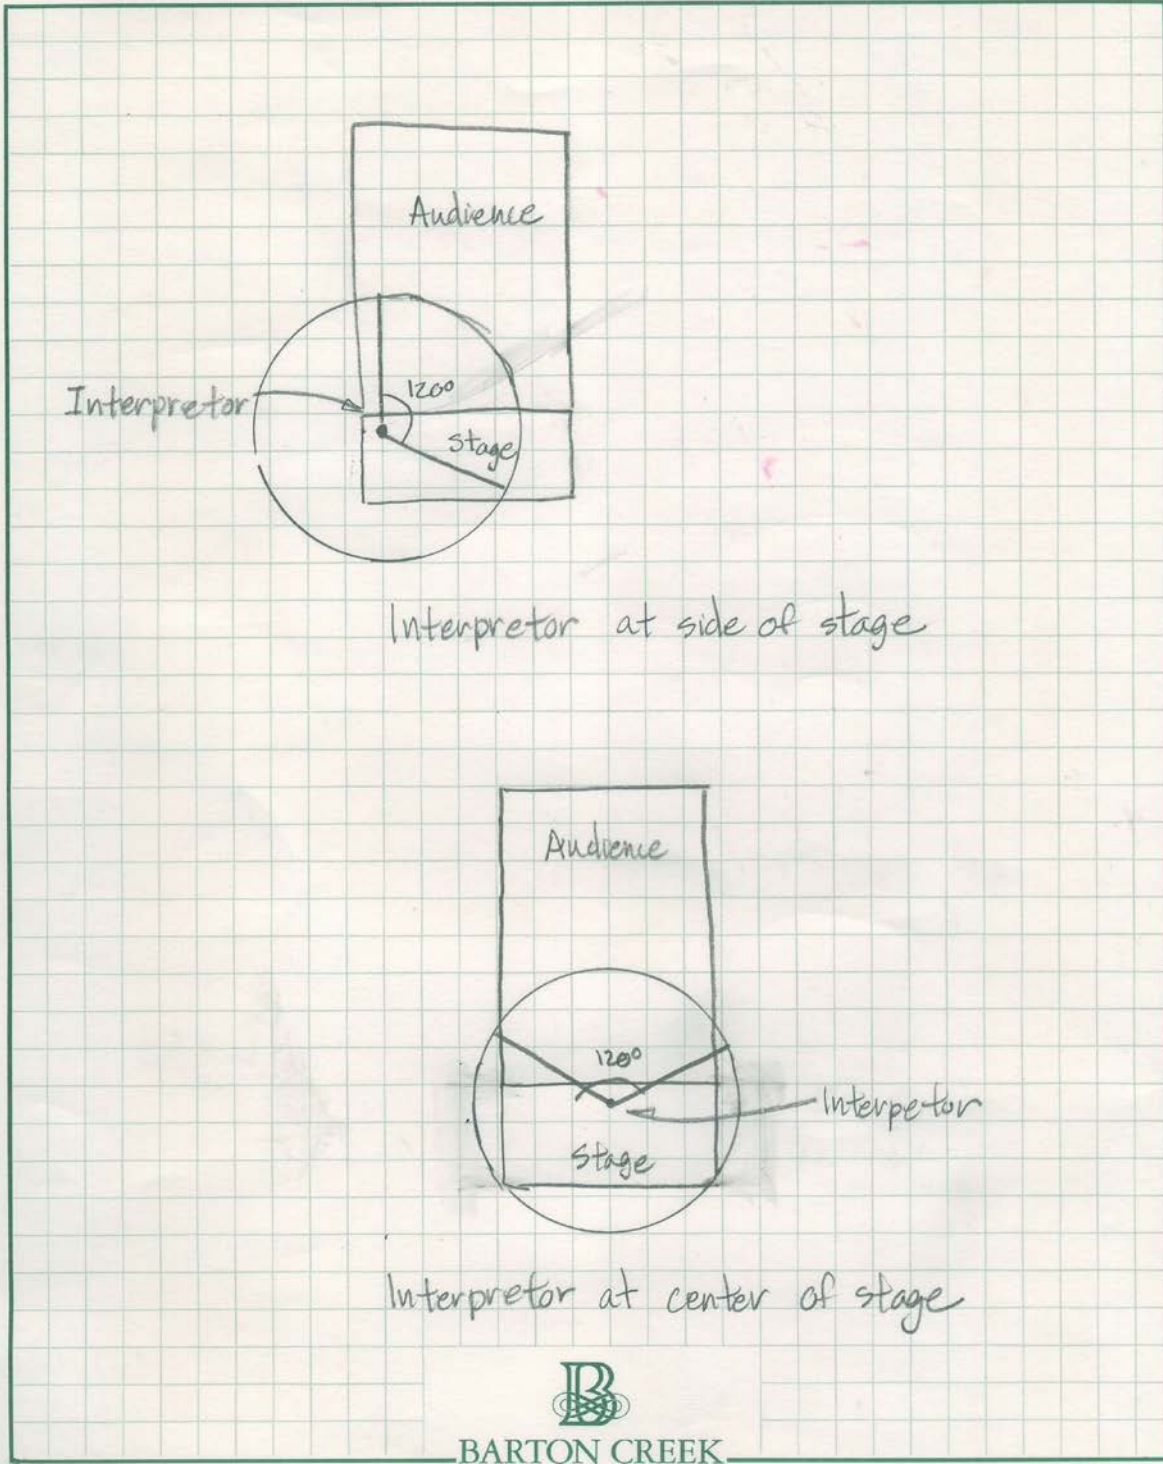 Audience
120°
Interpretor
Stage
Interpretor at side of stage
Audience
120°
Interpetor
Stage
Interpretor at center of stage
B
BARTON CREEK